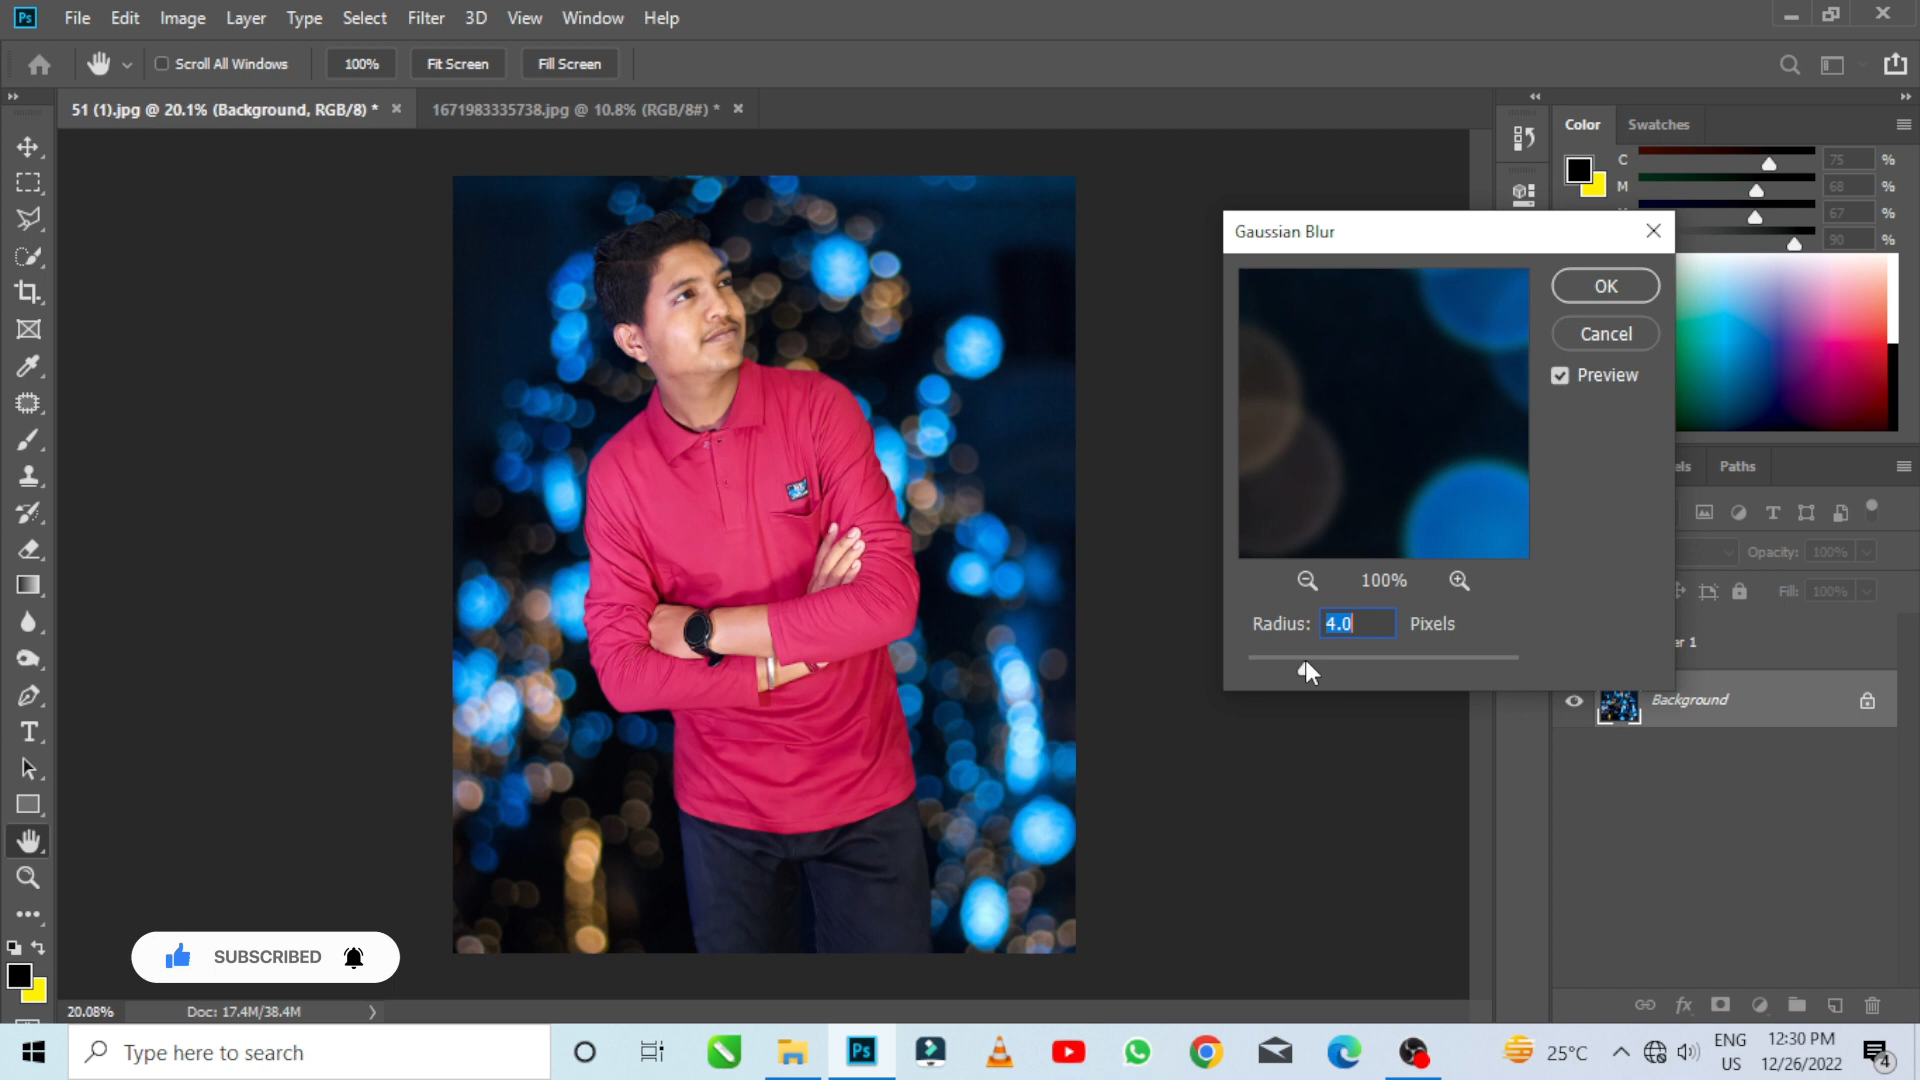 Ps File Edit Image Layer Type Select Filter 3D View Window Help
Scroll All Windows 100% Fit Screen Fill Screen
51 (1).jpg @ 20.1% (Background, RGB/8) * 1671983335738.jpg @ 10.8% (RGB/8#) *
Color Swatches
C 75 %
M 68 %
67 %
90 %
Gaussian Blur
OK
Cancel
Preview
100%
Radius: 4.0 Pixels
els Paths
Opacity: 100%
Fill: 100%
er 1
Background
SUBSCRIBED
20.08% Doc: 17.4M/38.4M
Type here to search
Ps
25°C
ENG
US
12:30 PM
12/26/2022
4